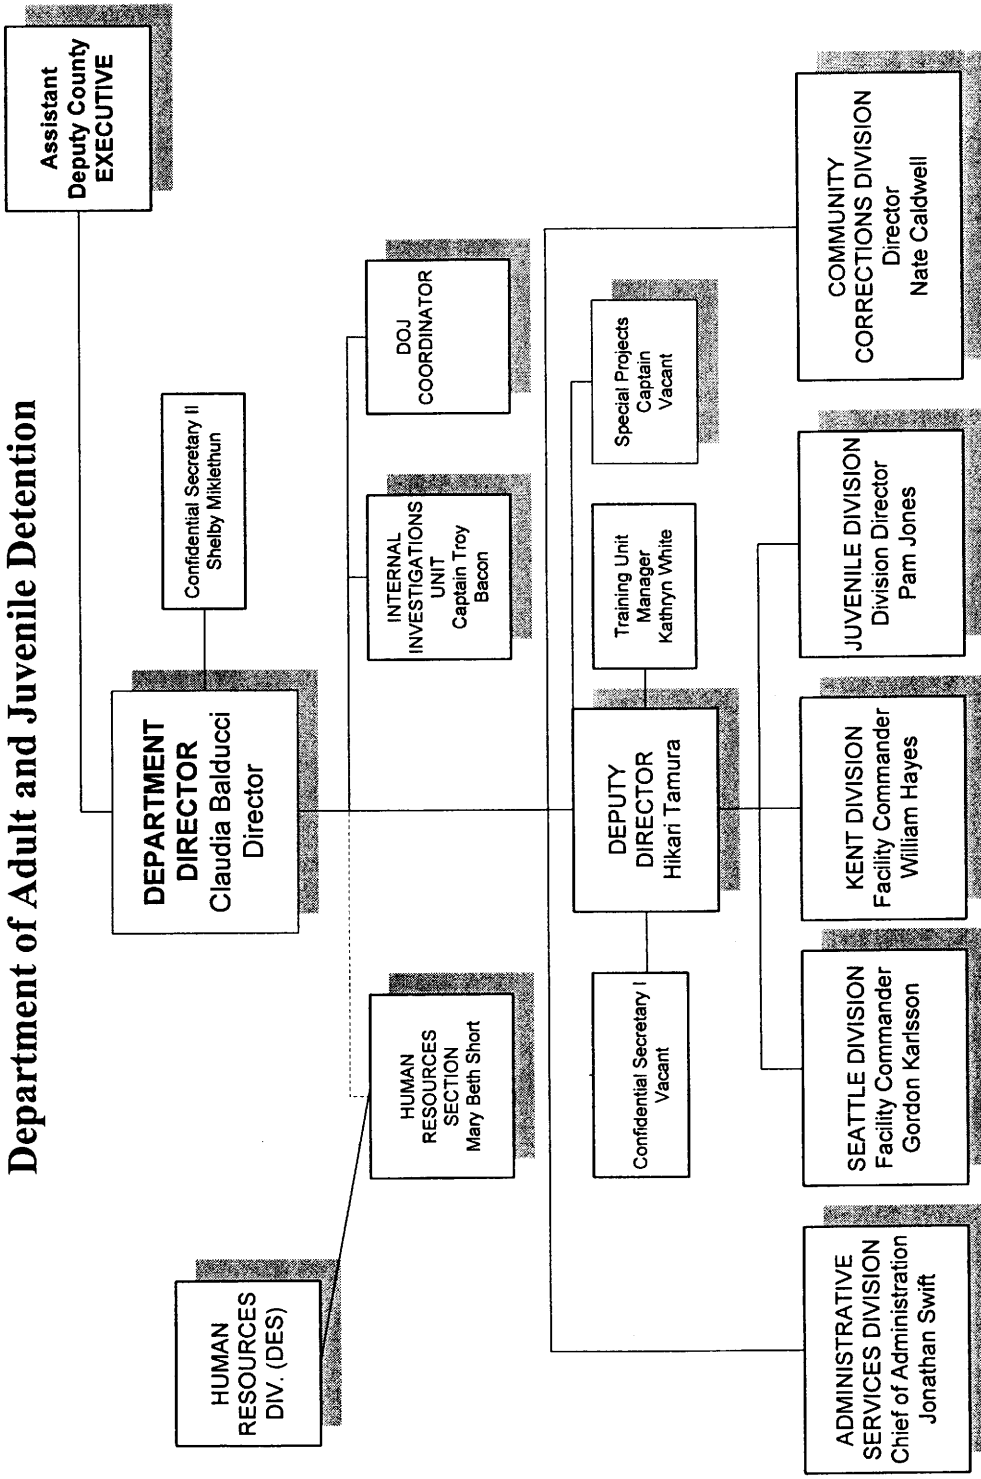 Department of Adult and Juvenile Detention
Assistant
Deputy County
EXECUTIVE
DEPARTMENT
DIRECTOR
Claudia Balducci
Director
Confidential Secretary II
Shelby Miklethun
HUMAN
RESOURCES
DIV. (DES)
HUMAN
RESOURCES
SECTION
Mary Beth Short
INTERNAL
INVESTIGATIONS
UNIT
Captain Troy
Bacon
DOJ
COORDINATOR
Confidential Secretary I
Vacant
DEPUTY
DIRECTOR
Hikari Tamura
Training Unit
Manager
Kathryn White
Special Projects
Captain
Vacant
ADMINISTRATIVE
SERVICES DIVISION
Chief of Administration
Jonathan Swift
SEATTLE DIVISION
Facility Commander
Gordon Karlsson
KENT DIVISION
Facility Commander
William Hayes
JUVENILE DIVISION
Division Director
Pam Jones
COMMUNITY
CORRECTIONS DIVISION
Director
Nate Caldwell